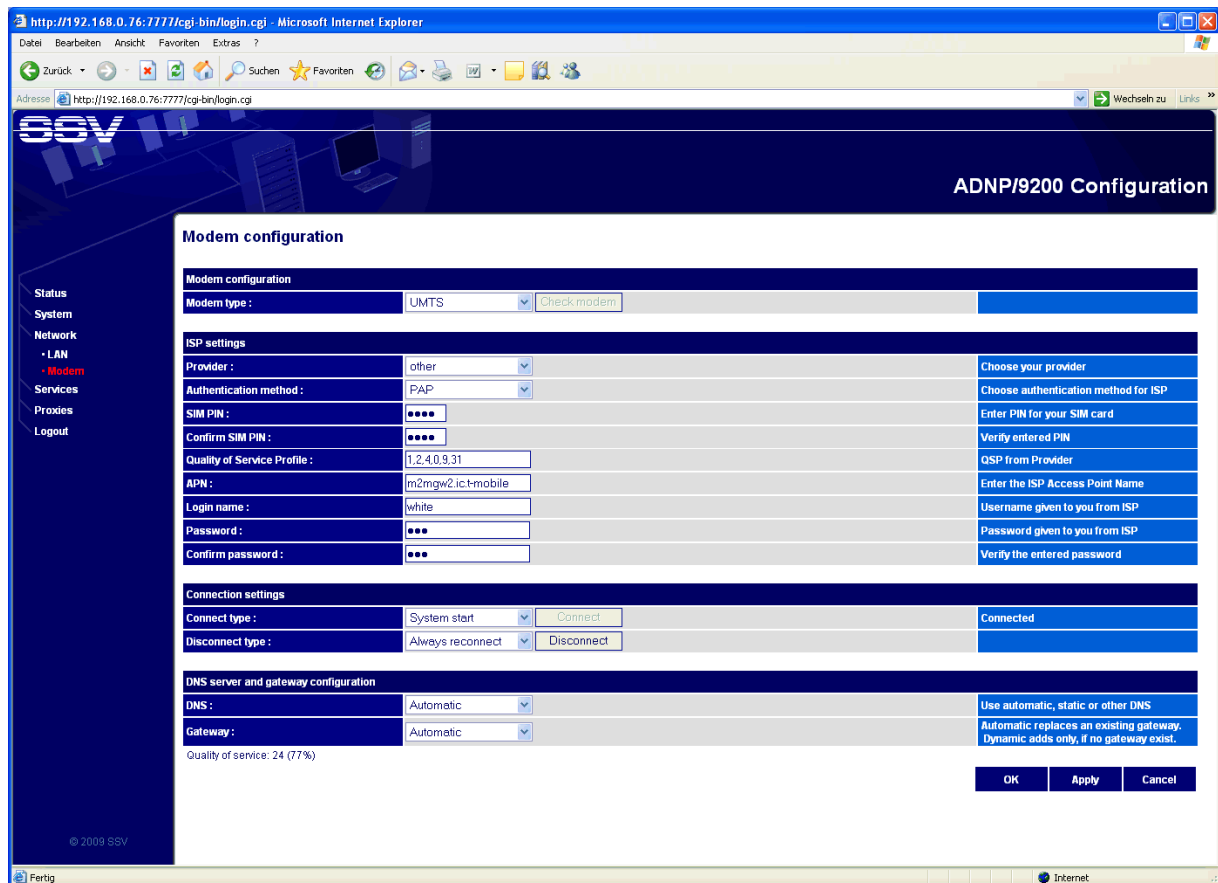 http://192.168.0.76:7777/cgi-bin/login.cgi - Microsoft Internet Explorer
Datei Bearbeiten Ansicht Favoriten Extras ?
Zurück Suchen Favoriten
Adresse http://192.168.0.76:7777/cgi-bin/login.cgi Wechseln zu Links »
SSV
ADNP/9200 Configuration
Status
System
Network
• LAN
• Modem
Services
Proxies
Logout
© 2009 SSV
Modem configuration
Modem configuration
Modem type : UMTS Check modem
ISP settings
Provider : other Choose your provider
Authentication method : PAP Choose authentication method for ISP
SIM PIN : •••• Enter PIN for your SIM card
Confirm SIM PIN : •••• Verify entered PIN
Quality of Service Profile : 1,2,4,0,9,31 QSP from Provider
APN : m2mgw2.ic.t-mobile Enter the ISP Access Point Name
Login name : white Username given to you from ISP
Password : ••• Password given to you from ISP
Confirm password : ••• Verify the entered password
Connection settings
Connect type : System start Connect Connected
Disconnect type : Always reconnect Disconnect
DNS server and gateway configuration
DNS : Automatic Use automatic, static or other DNS
Gateway : Automatic Automatic replaces an existing gateway.
Dynamic adds only, if no gateway exist.
Quality of service: 24 (77%)
OK Apply Cancel
Fertig Internet